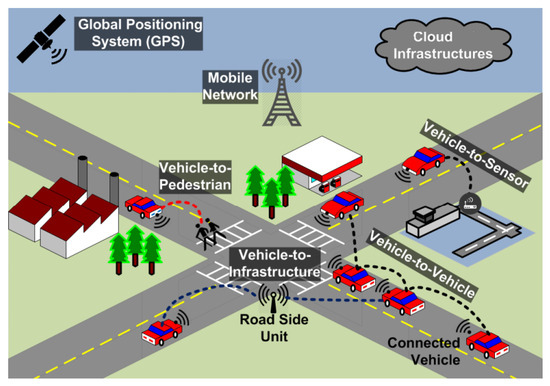 Global Positioning
System (GPS)
Cloud
Infrastructures
Mobile
Network
Vehicle-to-Sensor
Vehicle-to-
Pedestrian
Vehicle-to-
Infrastructure
Vehicle-to-Vehicle
Road Side
Unit
Connected
Vehicle